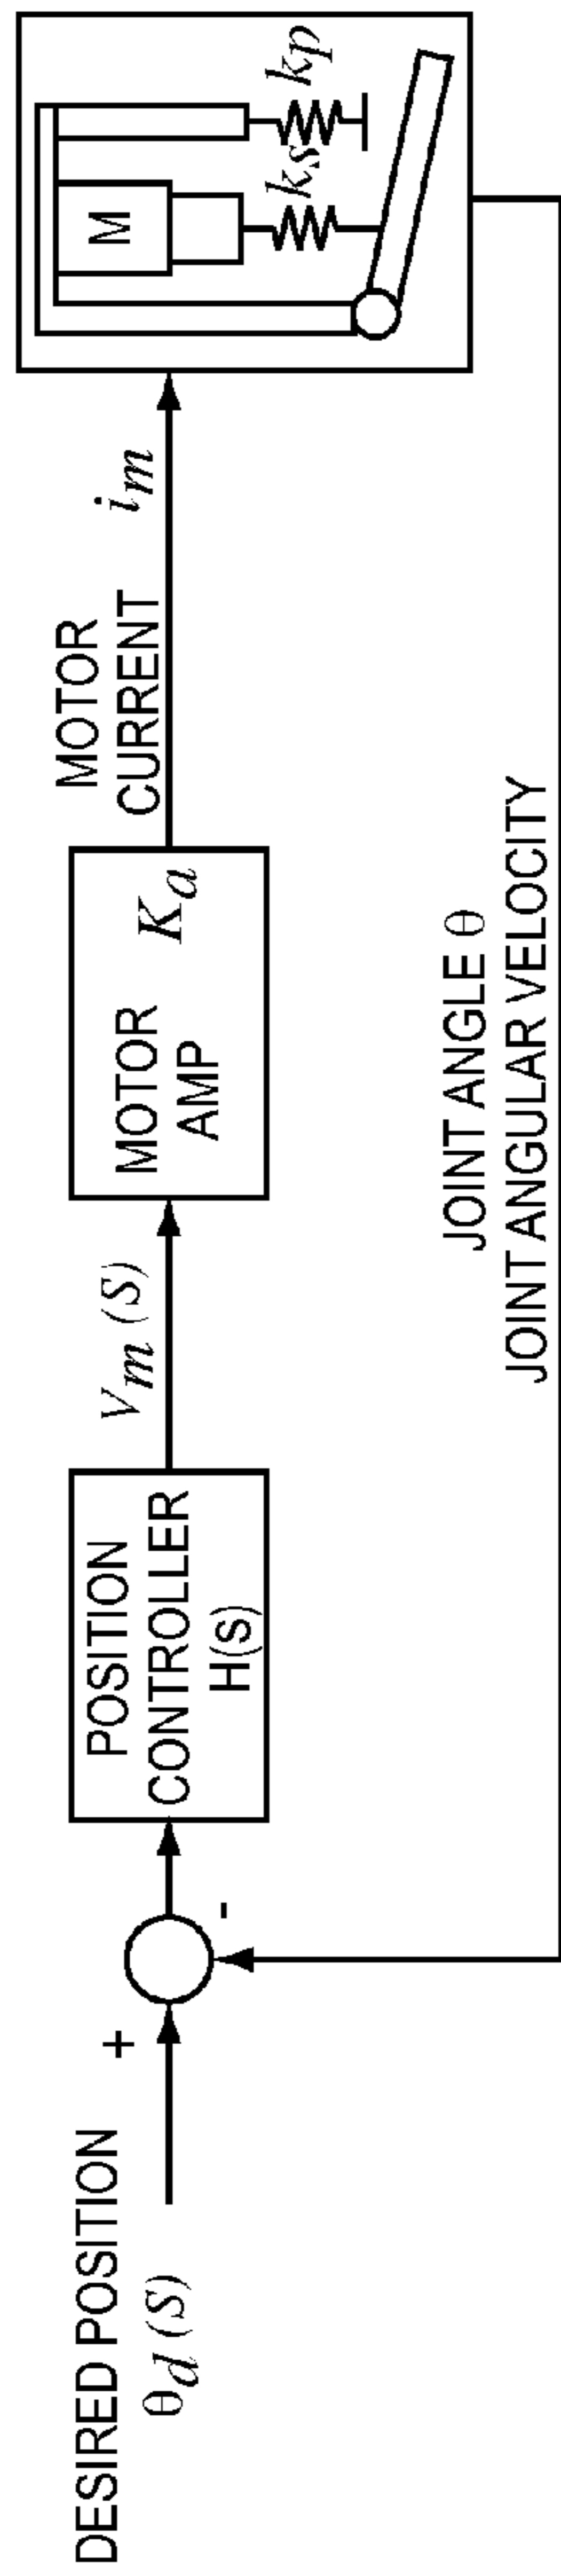 DESIRED POSITION
θd (S)
+
-
POSITION
CONTROLLER
H(S)
Vm (S)
MOTOR
AMP
Ka
MOTOR
CURRENT
im
M
ks
kp
JOINT ANGLE θ
JOINT ANGULAR VELOCITY